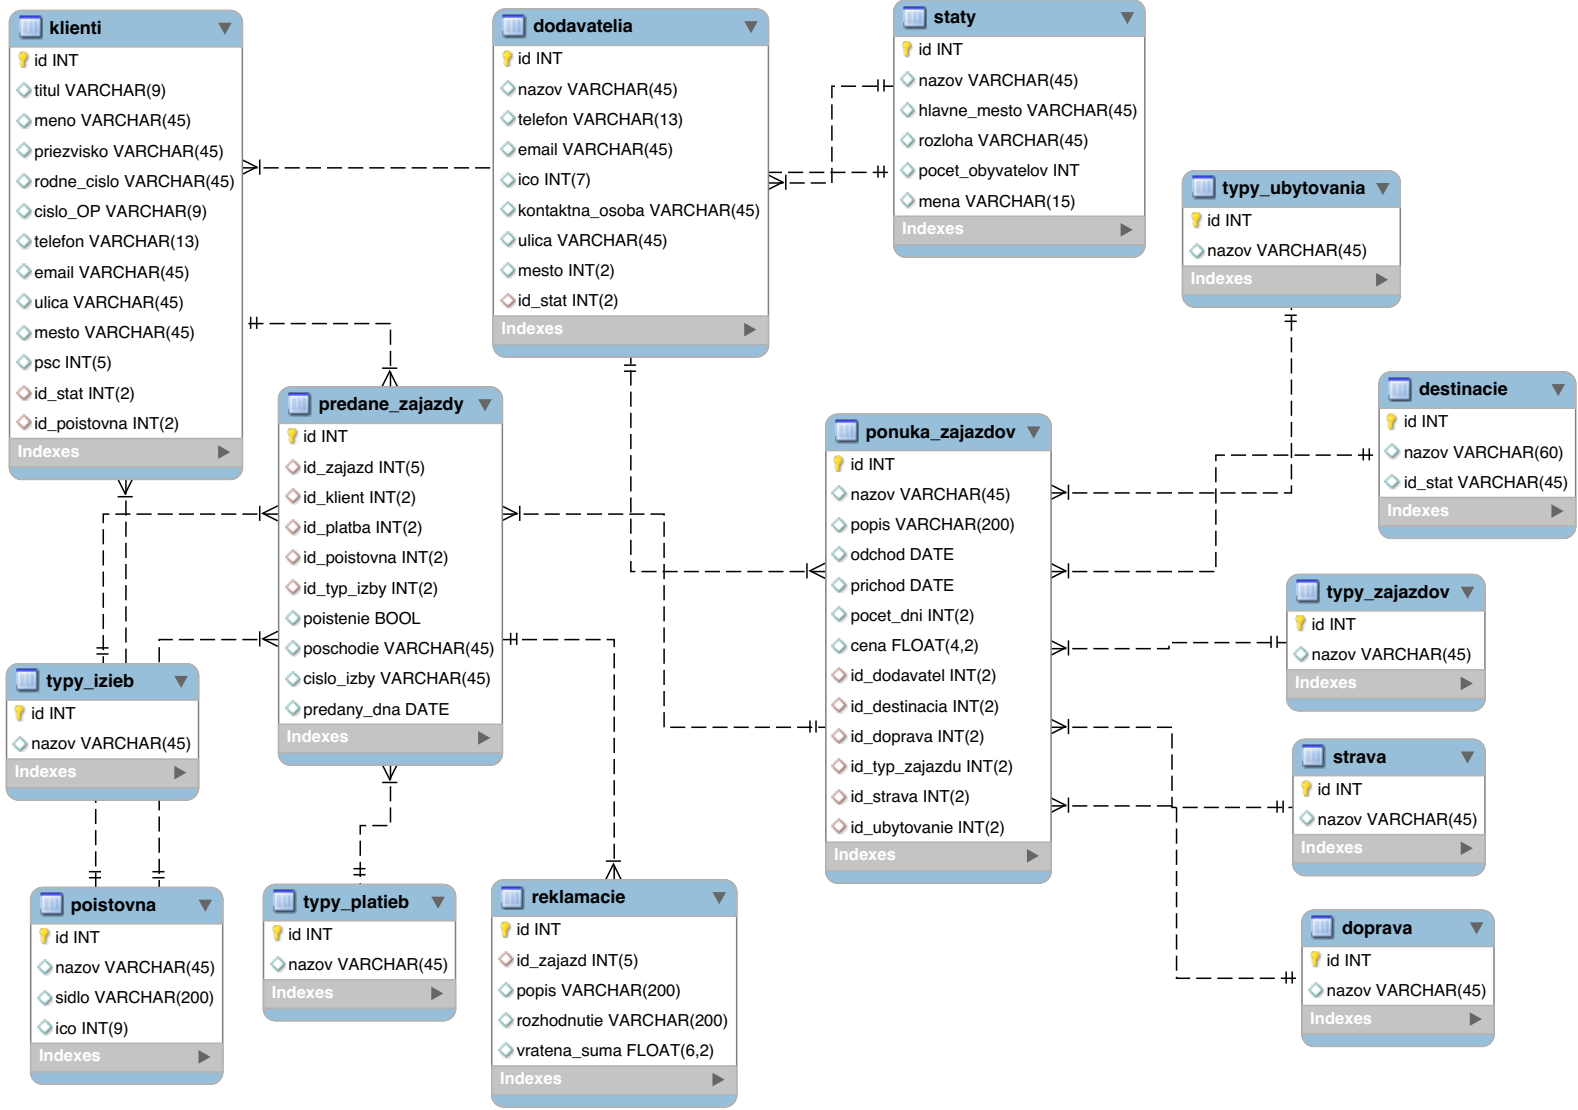 klienti
id INT
titul VARCHAR(9)
meno VARCHAR(45)
priezvisko VARCHAR(45)
rodne_cislo VARCHAR(45)
cislo_OP VARCHAR(9)
telefon VARCHAR(13)
email VARCHAR(45)
ulica VARCHAR(45)
mesto VARCHAR(45)
psc INT(5)
id_stat INT(2)
id_poistovna INT(2)
Indexes
dodavatelia
id INT
nazov VARCHAR(45)
telefon VARCHAR(13)
email VARCHAR(45)
ico INT(7)
kontaktna_osoba VARCHAR(45)
ulica VARCHAR(45)
mesto INT(2)
id_stat INT(2)
Indexes
staty
id INT
nazov VARCHAR(45)
hlavne_mesto VARCHAR(45)
rozloha VARCHAR(45)
pocet_obyvatelov INT
mena VARCHAR(15)
Indexes
typy_ubytovania
id INT
nazov VARCHAR(45)
Indexes
destinacie
id INT
nazov VARCHAR(60)
id_stat VARCHAR(45)
Indexes
predane_zajazdy
id INT
id_zajazd INT(5)
id_klient INT(2)
id_platba INT(2)
id_poistovna INT(2)
id_typ_izby INT(2)
poistenie BOOL
poschodie VARCHAR(45)
cislo_izby VARCHAR(45)
predany_dna DATE
Indexes
ponuka_zajazdov
id INT
nazov VARCHAR(45)
popis VARCHAR(200)
odchod DATE
prichod DATE
pocet_dni INT(2)
cena FLOAT(4,2)
id_dodavatel INT(2)
id_destinacia INT(2)
id_doprava INT(2)
id_typ_zajazdu INT(2)
id_strava INT(2)
id_ubytovanie INT(2)
Indexes
typy_zajazdov
id INT
nazov VARCHAR(45)
Indexes
typy_izieb
id INT
nazov VARCHAR(45)
Indexes
strava
id INT
nazov VARCHAR(45)
Indexes
poistovna
id INT
nazov VARCHAR(45)
sidlo VARCHAR(200)
ico INT(9)
Indexes
typy_platieb
id INT
nazov VARCHAR(45)
Indexes
reklamacie
id INT
id_zajazd INT(5)
popis VARCHAR(200)
rozhodnutie VARCHAR(200)
vratena_suma FLOAT(6,2)
Indexes
doprava
id INT
nazov VARCHAR(45)
Indexes